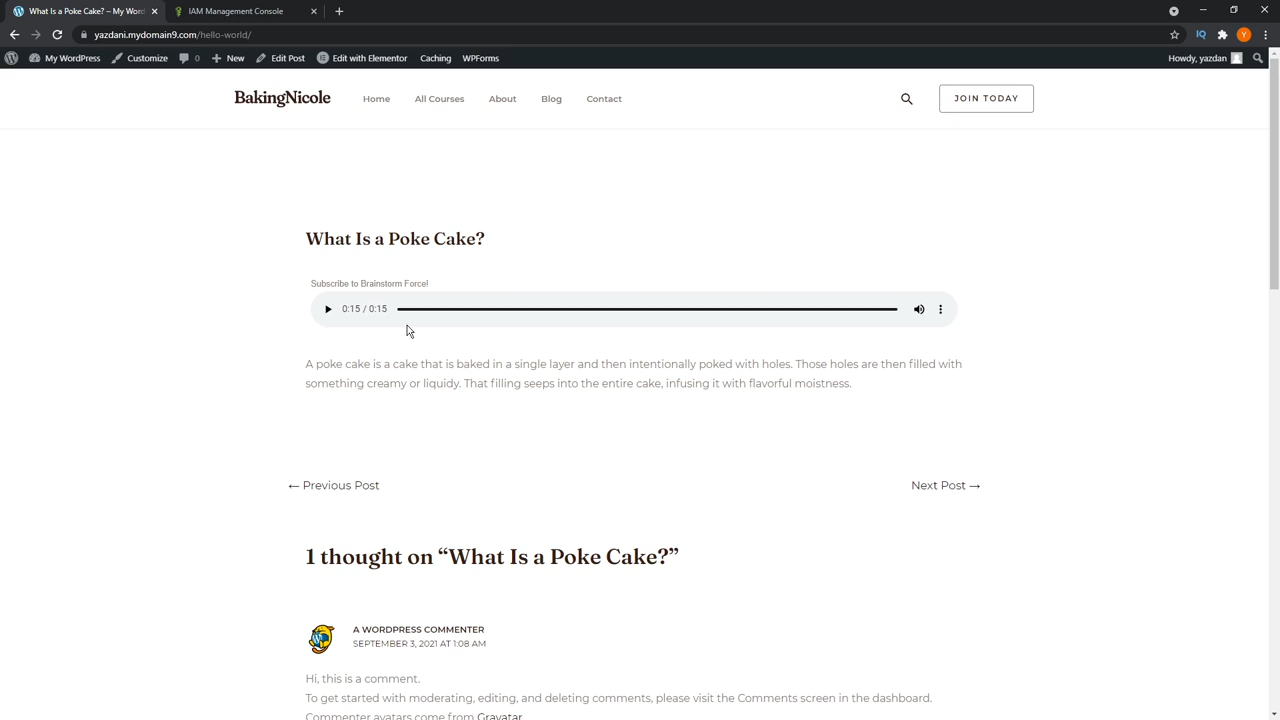 What Is a Poke Cake? – My Word
IAM Management Console
yazdani.mydomain9.com/hello-world/
IQ
Y
My WordPress
Customize
0
New
Edit Post
Edit with Elementor
Caching
WPForms
Howdy, yazdan
BakingNicole
Home
All Courses
About
Blog
Contact
JOIN TODAY
What Is a Poke Cake?
Subscribe to Brainstorm Force!
0:15 / 0:15
A poke cake is a cake that is baked in a single layer and then intentionally poked with holes. Those holes are then filled with
something creamy or liquidy. That filling seeps into the entire cake, infusing it with flavorful moistness.
← Previous Post
Next Post →
1 thought on “What Is a Poke Cake?”
A WORDPRESS COMMENTER
SEPTEMBER 3, 2021 AT 1:08 AM
Hi, this is a comment.
To get started with moderating, editing, and deleting comments, please visit the Comments screen in the dashboard.
Commenter avatars come from Gravatar.